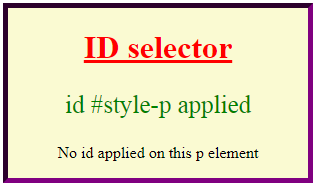 ID selector
id #style-p applied
No id applied on this p element